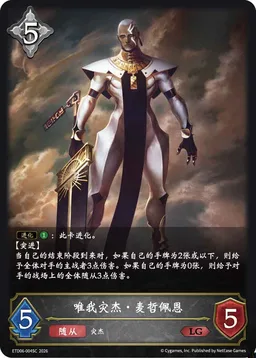 5
进化 1 ：此卡进化。
【突进】
当自己的结束阶段到来时，如果自己的手牌为2张或以下，则给
予全体对手的主战者3点伤害。如果自己的手牌为0张，则给予对
手的战场上的全体随从3点伤害。
唯我灾杰·麦哲佩恩
5
随从
灾杰
LG
5
ETD06-004SC 2026
© Cygames, Inc. Published by NetEase Games